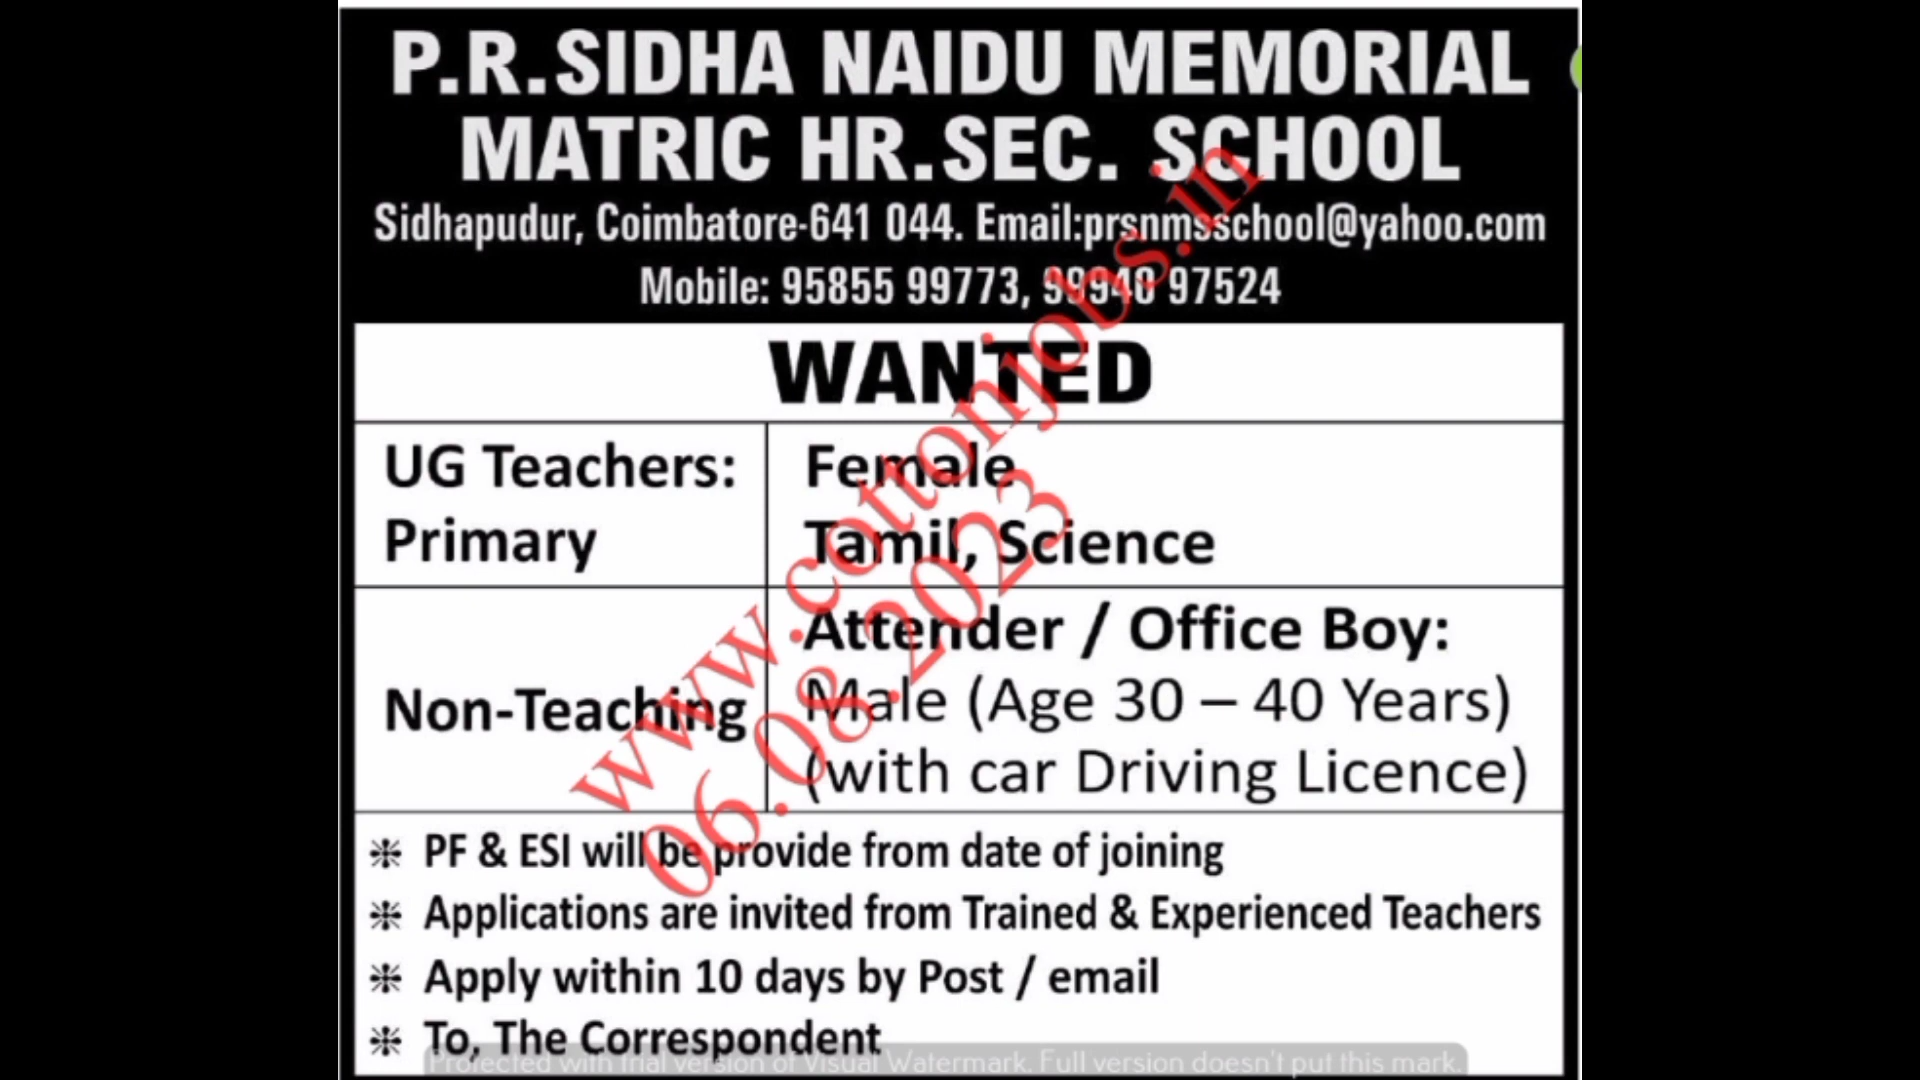 P.R.SIDHA NAIDU MEMORIAL
MATRIC HR.SEC. SCHOOL
Sidhapudur, Coimbatore-641 044. Email:prsnmsschool@yahoo.com
Mobile: 95855 99773, 99940 97524
WANTED
UG Teachers: Female
Primary Tamil, Science
Attender / Office Boy:
Non-Teaching Male (Age 30 – 40 Years)
(with car Driving Licence)
❈ PF & ESI will be provide from date of joining
❈ Applications are invited from Trained & Experienced Teachers
❈ Apply within 10 days by Post / email
❈ To, The Correspondent
www.cottonjobs.in
06.08.2023
Protected with trial version of Visual Watermark. Full version doesn't put this mark.